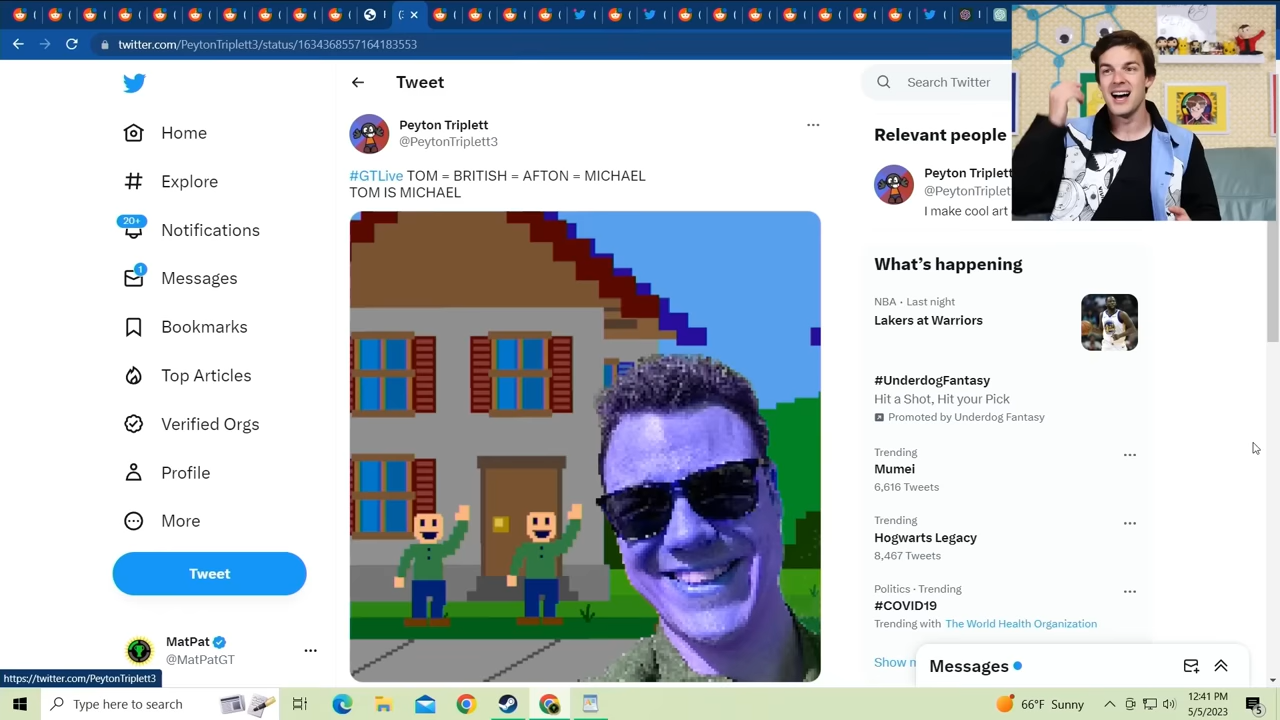 twitter.com/PeytonTriplett3/status/1634368557164183553
Home
Explore
20+
Notifications
1
Messages
Bookmarks
Top Articles
Verified Orgs
Profile
More
Tweet
MatPat
@MatPatGT
https://twitter.com/PeytonTriplett3
Tweet
Peyton Triplett
@PeytonTriplett3
#GTLive TOM = BRITISH = AFTON = MICHAEL
TOM IS MICHAEL
Search Twitter
Relevant people
Peyton Triplett
@PeytonTriplet
I make cool art
What's happening
NBA · Last night
Lakers at Warriors
#UnderdogFantasy
Hit a Shot, Hit your Pick
Promoted by Underdog Fantasy
Trending
Mumei
6,616 Tweets
Trending
Hogwarts Legacy
8,467 Tweets
Politics · Trending
#COVID19
Trending with The World Health Organization
Show m
Messages
Type here to search
66°F Sunny
12:41 PM
5/5/2023
5